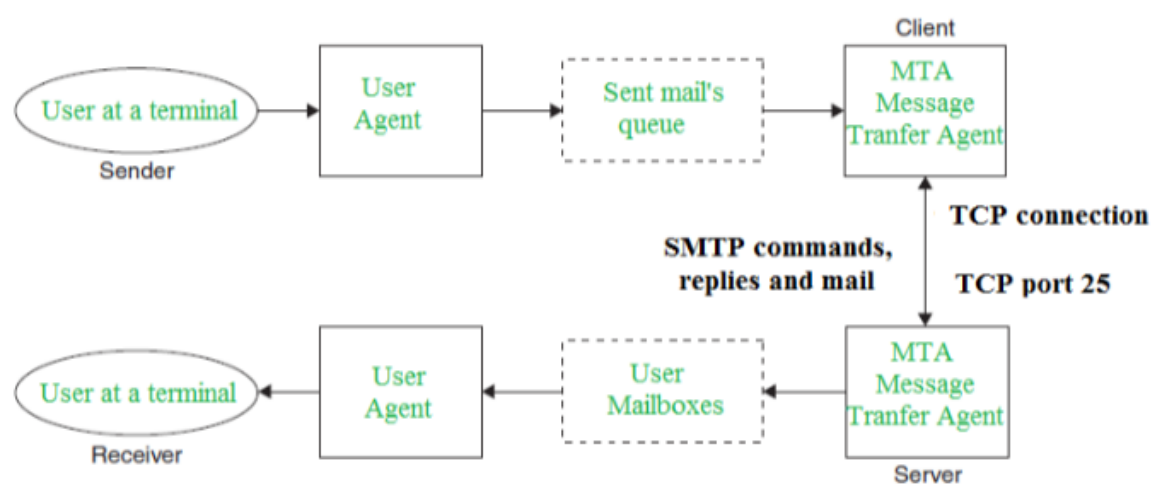 Client
User at a terminal
User
Agent
Sent mail's
queue
MTA
Message
Tranfer Agent
Sender
TCP connection
SMTP commands,
replies and mail
TCP port 25
User at a terminal
User
Agent
User
Mailboxes
MTA
Message
Tranfer Agent
Receiver
Server